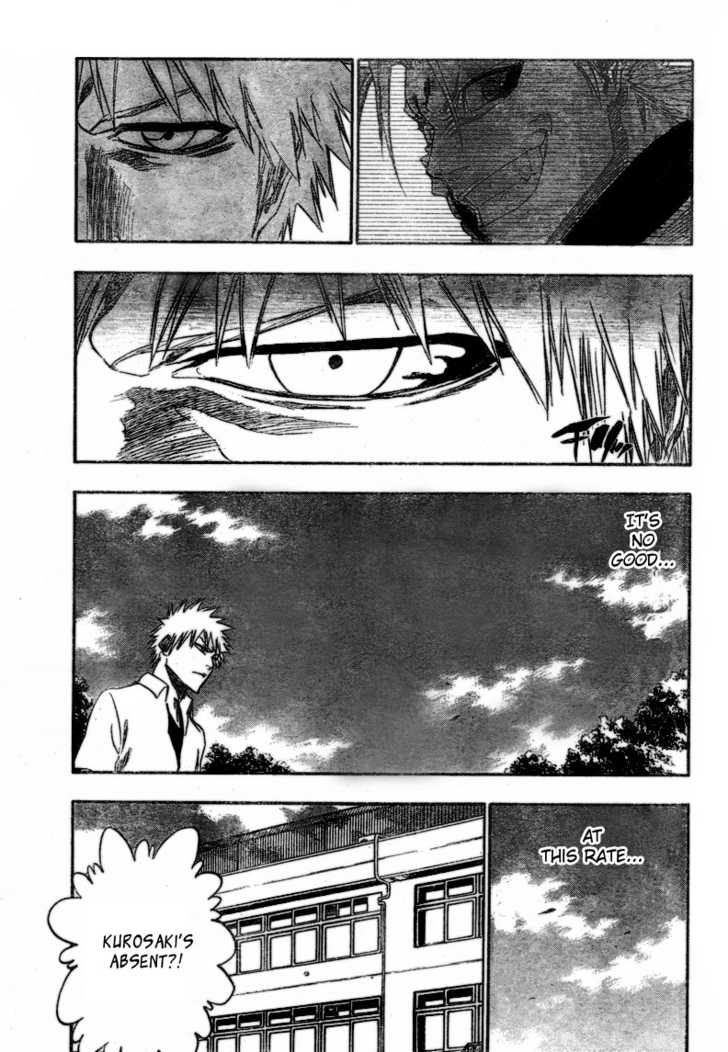 IT'S
NO
GOOD...
AT
THIS RATE...
KUROSAKI'S
ABSENT?!